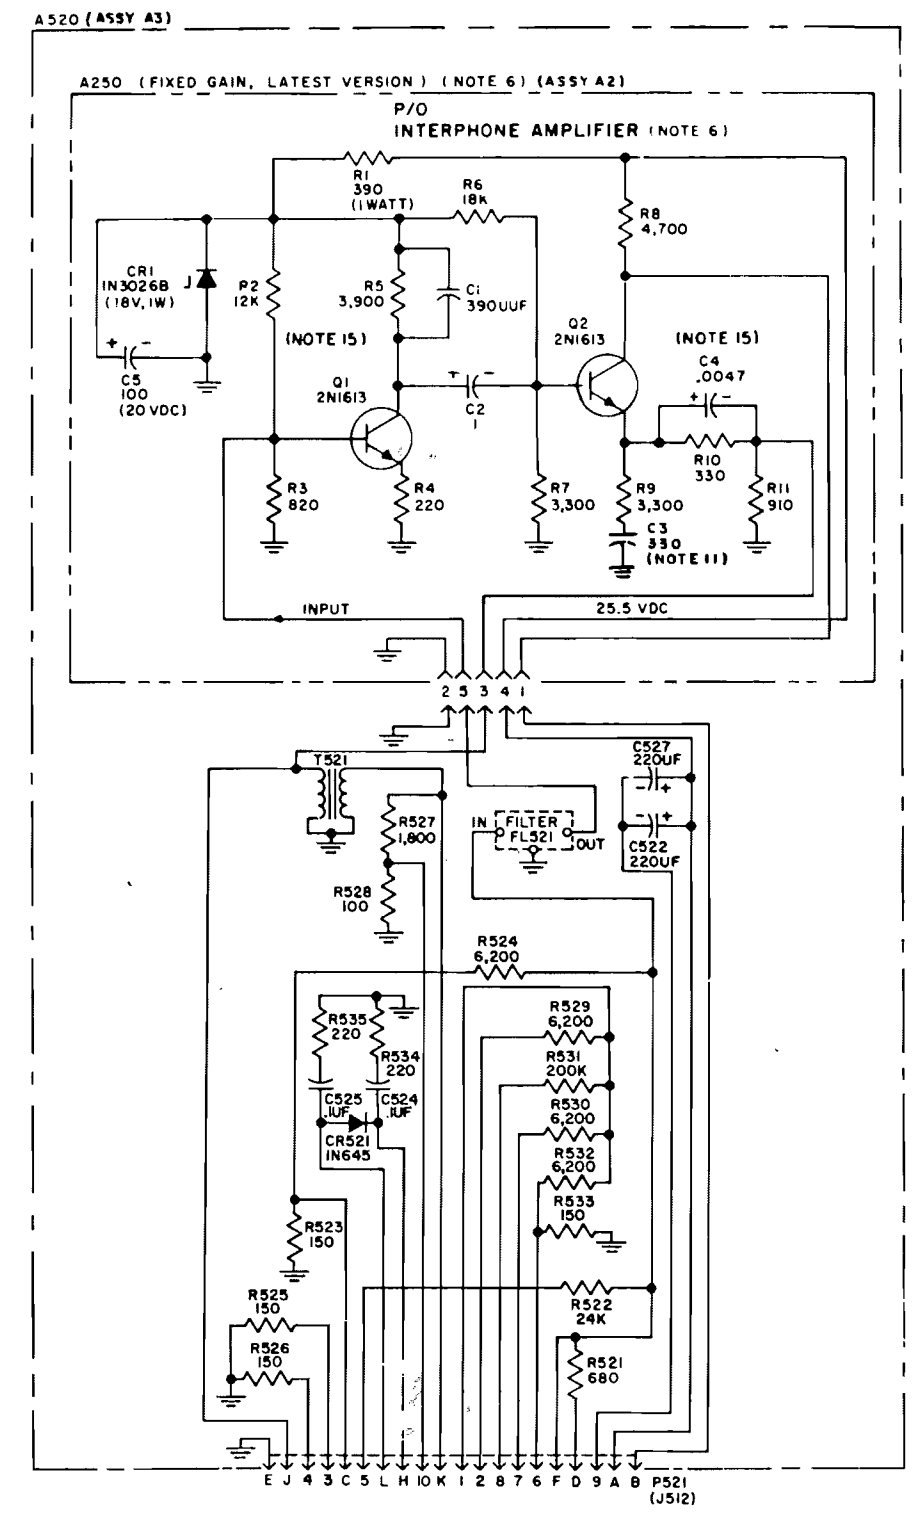 A520 (ASSY A3)
A250 (FIXED GAIN, LATEST VERSION) (NOTE 6) (ASSY A2)
P/O
INTERPHONE AMPLIFIER (NOTE 6)
R1
390
(1WATT)
R6
18K
R8
4,700
CR1
1N3026B
(18V, 1W)
J
R2
12K
R5
3,900
C1
390UUF
(NOTE 15)
Q2
2N1613
(NOTE 15)
C4
.0047
+ -
+ -
C5
100
(20 VDC)
Q1
2N1613
+ -
C2
1
R10
330
R3
820
R4
220
R7
3,300
R9
3,300
R11
910
C3
330
(NOTE 11)
INPUT
25.5 VDC
2 5 3 4 1
T521
C527
220UF
- +
- +
C522
220UF
R527
1,800
IN
FILTER
FL521
OUT
R528
100
R524
6,200
R535
220
R534
220
R529
6,200
R531
200K
C525
.1UF
C524
.1UF
R530
6,200
CR521
1N645
R532
6,200
R533
150
R523
150
R525
150
R522
24K
R526
150
R521
680
E J 4 3 C 5 L H 10 K 1 2 8 7 6 F D 9 A B P521
(J512)